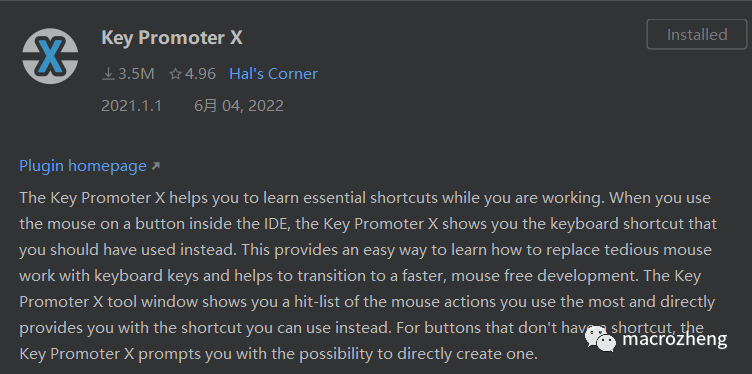 Key Promoter X
Installed
3.5M 4.96 Hal's Corner
2021.1.1 6月 04, 2022
Plugin homepage ↗
The Key Promoter X helps you to learn essential shortcuts while you are working. When you use
the mouse on a button inside the IDE, the Key Promoter X shows you the keyboard shortcut that
you should have used instead. This provides an easy way to learn how to replace tedious mouse
work with keyboard keys and helps to transition to a faster, mouse free development. The Key
Promoter X tool window shows you a hit-list of the mouse actions you use the most and directly
provides you with the shortcut you can use instead. For buttons that don't have a shortcut, the
Key Promoter X prompts you with the possibility to directly create one.
macrozheng